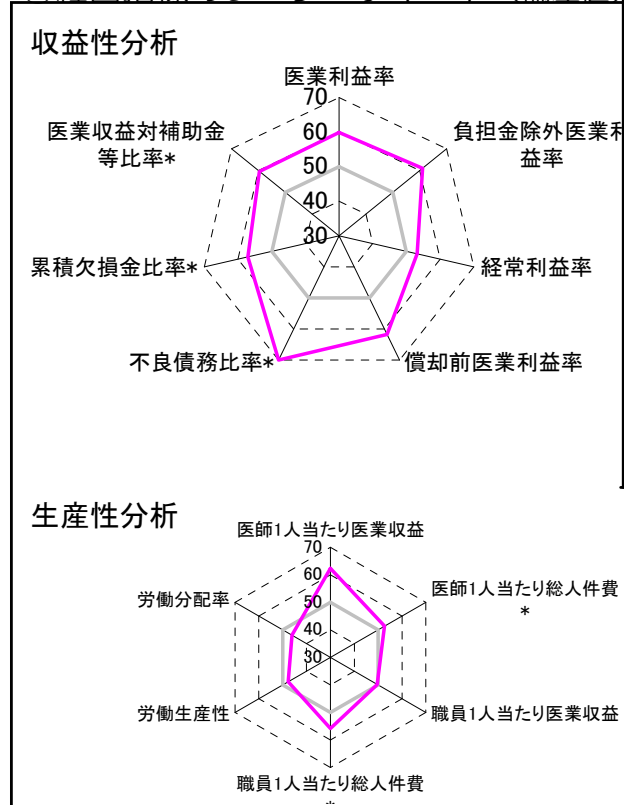 収益性分析
医業利益率
70
医業収益対補助金
等比率*
60
負担金除外医業利
益率
50
40
累積欠損金比率*
30
経常利益率
不良債務比率*
償却前医業利益率
生産性分析
医師1人当たり医業収益
70
労働分配率
60
医師1人当たり総人件費
*
50
40
30
労働生産性
職員1人当たり医業収益
職員1人当たり総人件費
*